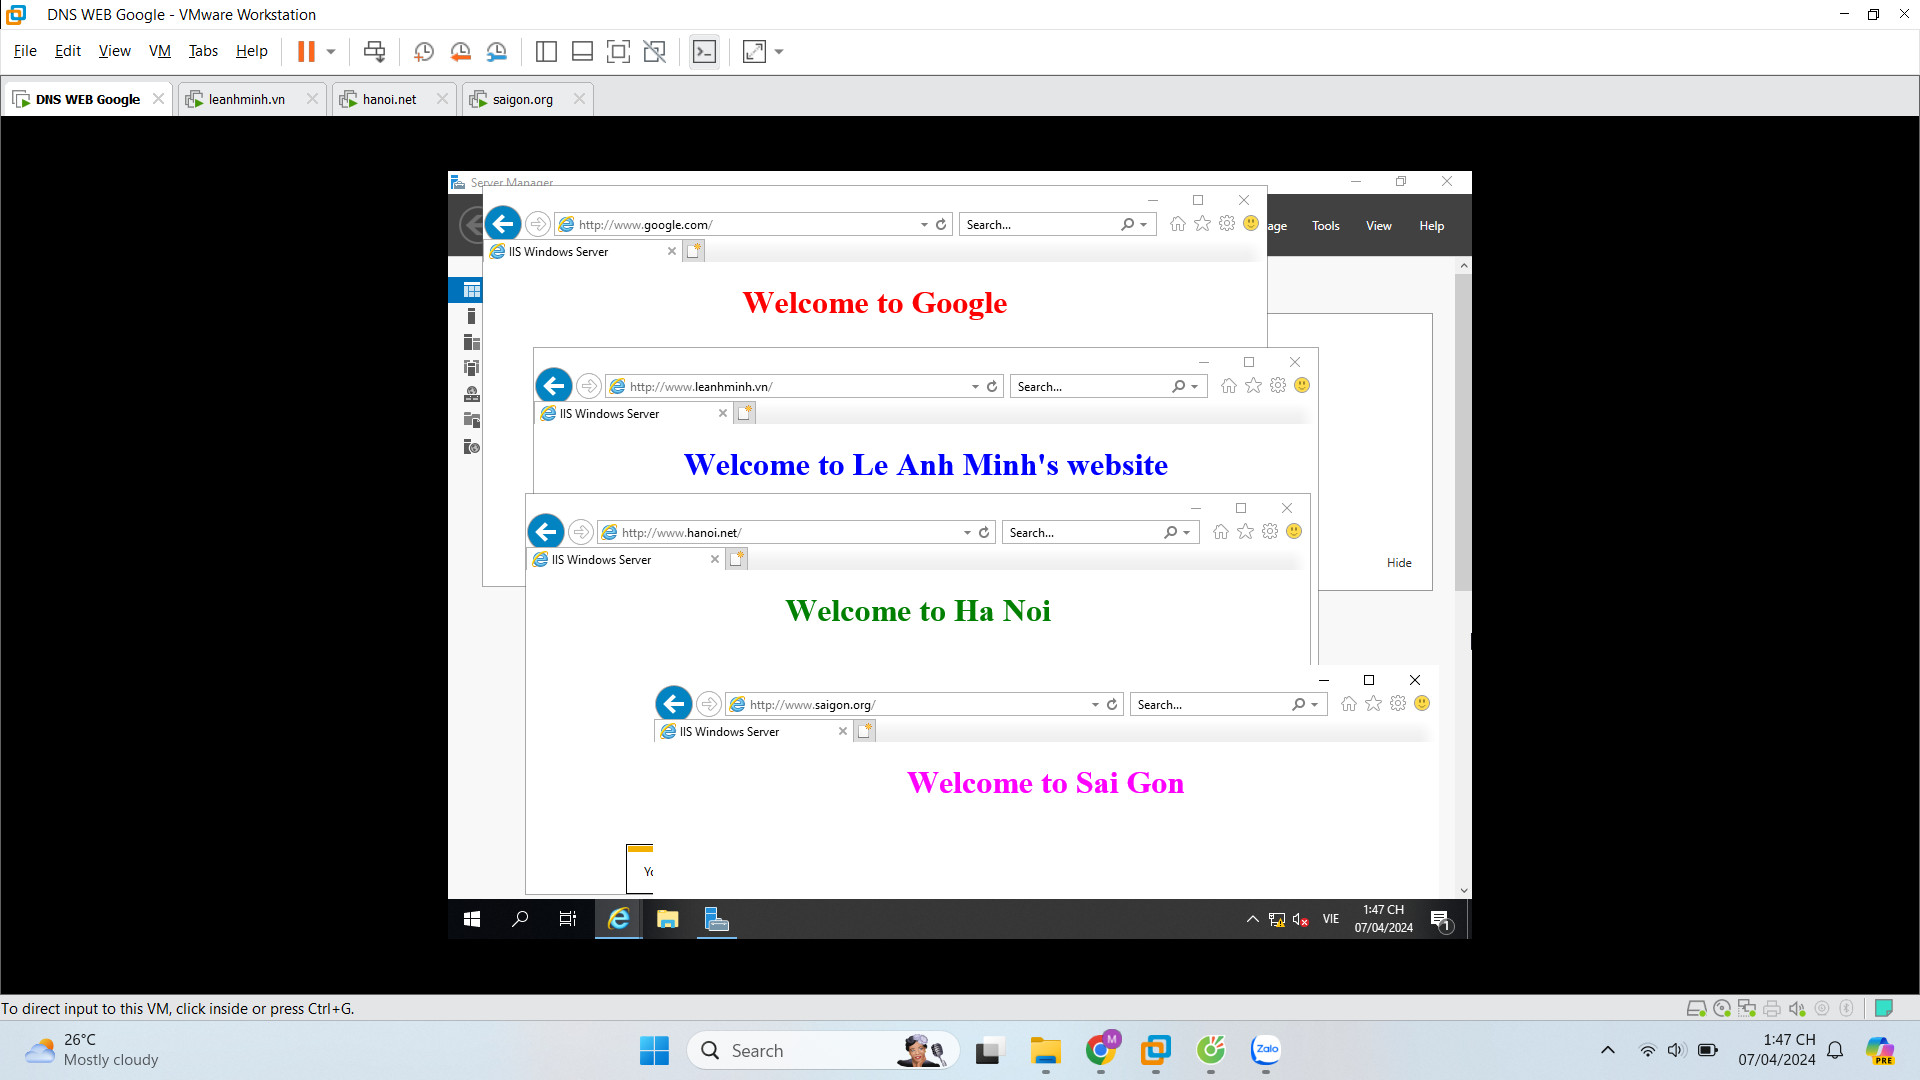 DNS WEB Google - VMware Workstation
File Edit View VM Tabs Help
DNS WEB Google leanhminh.vn hanoi.net saigon.org
Server Manager
http://www.google.com/ Search...
Tools View Help
IIS Windows Server
Welcome to Google
http://www.leanhminh.vn/ Search...
IIS Windows Server
Welcome to Le Anh Minh's website
http://www.hanoi.net/ Search...
IIS Windows Server
Hide
Welcome to Ha Noi
http://www.saigon.org/ Search...
IIS Windows Server
Welcome to Sai Gon
VIE
1:47 CH
07/04/2024
1
To direct input to this VM, click inside or press Ctrl+G.
26°C
Mostly cloudy
Search
M
Zalo
1:47 CH
07/04/2024
PRE